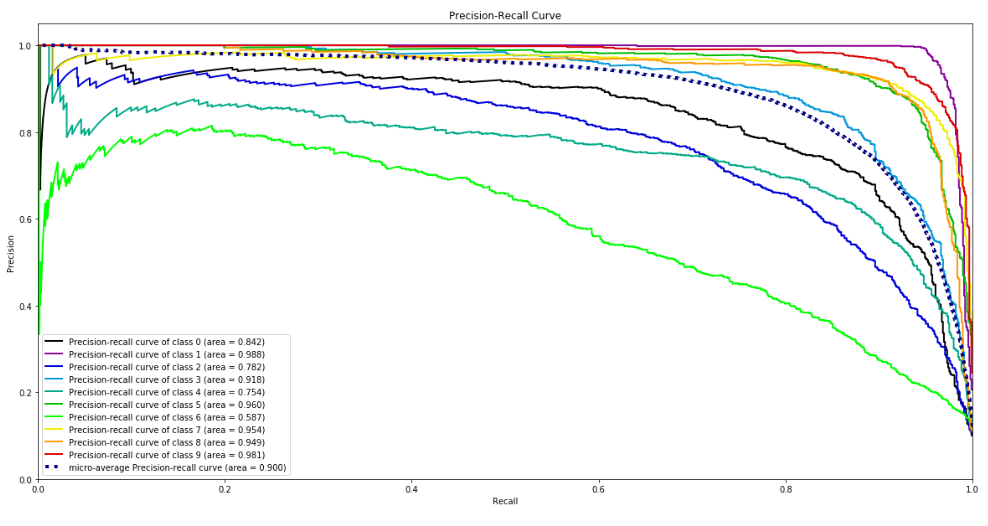 Precision-Recall Curve
Precision
1.0
0.8
0.6
0.4
0.2
0.0
Precision-recall curve of class 0 (area = 0.842)
Precision-recall curve of class 1 (area = 0.988)
Precision-recall curve of class 2 (area = 0.782)
Precision-recall curve of class 3 (area = 0.918)
Precision-recall curve of class 4 (area = 0.754)
Precision-recall curve of class 5 (area = 0.960)
Precision-recall curve of class 6 (area = 0.587)
Precision-recall curve of class 7 (area = 0.954)
Precision-recall curve of class 8 (area = 0.949)
Precision-recall curve of class 9 (area = 0.981)
micro-average Precision-recall curve (area = 0.900)
0.0 0.2 0.4 0.6 0.8 1.0
Recall